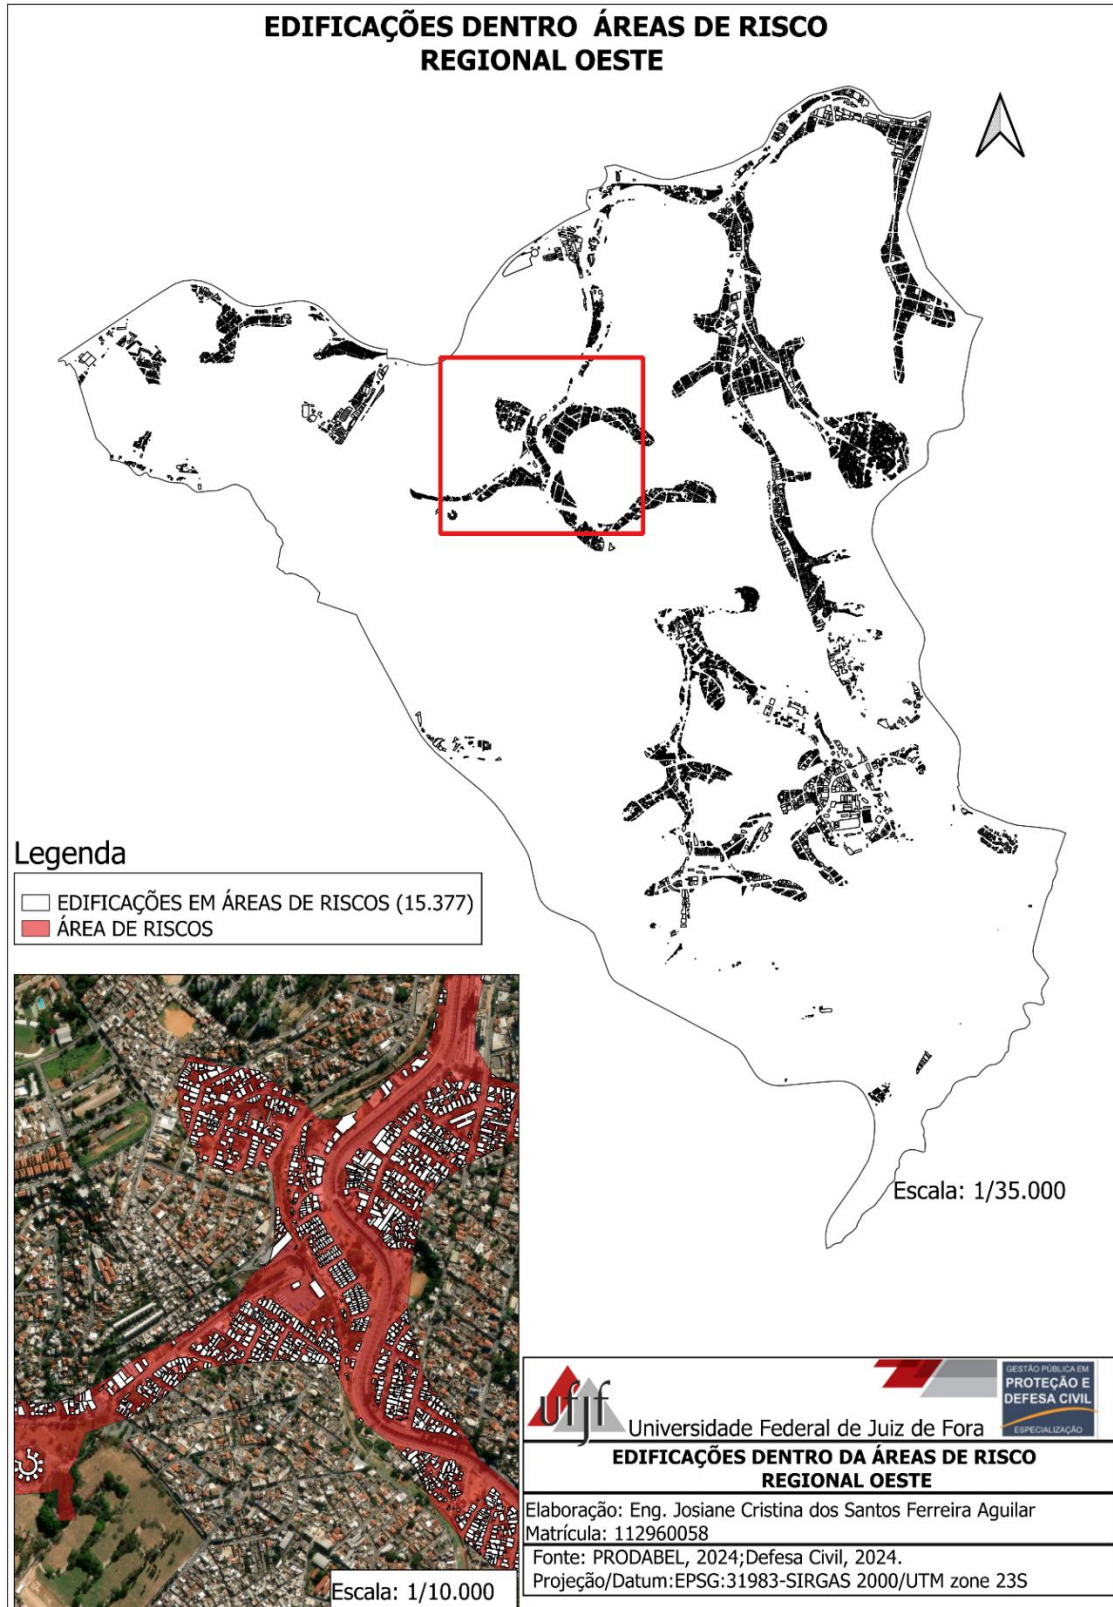 EDIFICAÇÕES DENTRO ÁREAS DE RISCO
REGIONAL OESTE
Legenda
EDIFICAÇÕES EM ÁREAS DE RISCOS (15.377)
ÁREA DE RISCOS
Escala: 1/35.000
Escala: 1/10.000
ufjf Universidade Federal de Juiz de Fora
GESTÃO PÚBLICA EM
PROTEÇÃO E
DEFESA CIVIL
ESPECIALIZAÇÃO
EDIFICAÇÕES DENTRO DA ÁREAS DE RISCO
REGIONAL OESTE
Elaboração: Eng. Josiane Cristina dos Santos Ferreira Aguilar
Matrícula: 112960058
Fonte: PRODABEL, 2024;Defesa Civil, 2024.
Projeção/Datum:EPSG:31983-SIRGAS 2000/UTM zone 23S